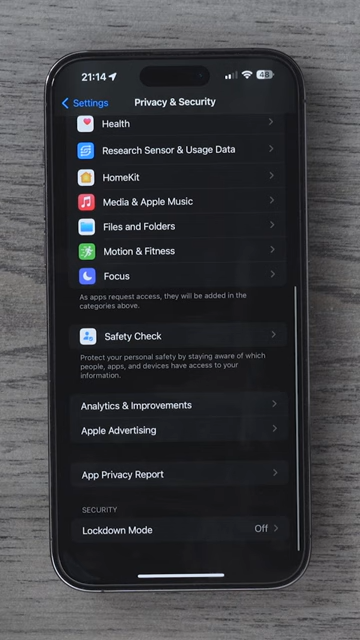 21:14
48
Settings
Privacy & Security
Health
Research Sensor & Usage Data
HomeKit
Media & Apple Music
Files and Folders
Motion & Fitness
Focus
As apps request access, they will be added in the
categories above.
Safety Check
Protect your personal safety by staying aware of which
people, apps, and devices have access to your
information.
Analytics & Improvements
Apple Advertising
App Privacy Report
SECURITY
Lockdown Mode Off